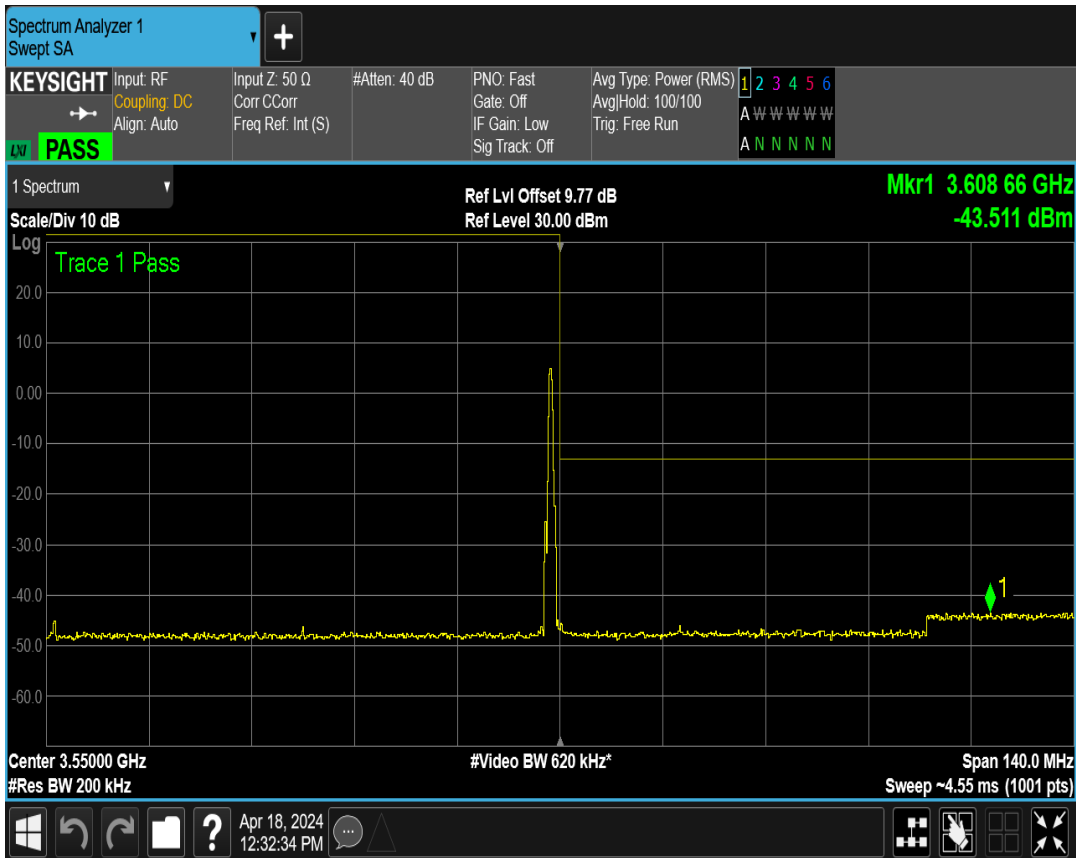 Spectrum Analyzer 1
Swept SA
+
KEYSIGHT
LXI PASS
Input: RF
Coupling: DC
Align: Auto
Input Z: 50 Ω
Corr CCorr
Freq Ref: Int (S)
#Atten: 40 dB
PNO: Fast
Gate: Off
IF Gain: Low
Sig Track: Off
Avg Type: Power (RMS)
Avg|Hold: 100/100
Trig: Free Run
1 2 3 4 5 6
A W W W W W
A N N N N N
1 Spectrum
Scale/Div 10 dB
Ref Lvl Offset 9.77 dB
Ref Level 30.00 dBm
Mkr1 3.608 66 GHz
-43.511 dBm
Log
Trace 1 Pass
20.0
10.0
0.00
-10.0
-20.0
-30.0
-40.0
-50.0
-60.0
1
Center 3.55000 GHz
#Res BW 200 kHz
#Video BW 620 kHz*
Span 140.0 MHz
Sweep ~4.55 ms (1001 pts)
?
Apr 18, 2024
12:32:34 PM